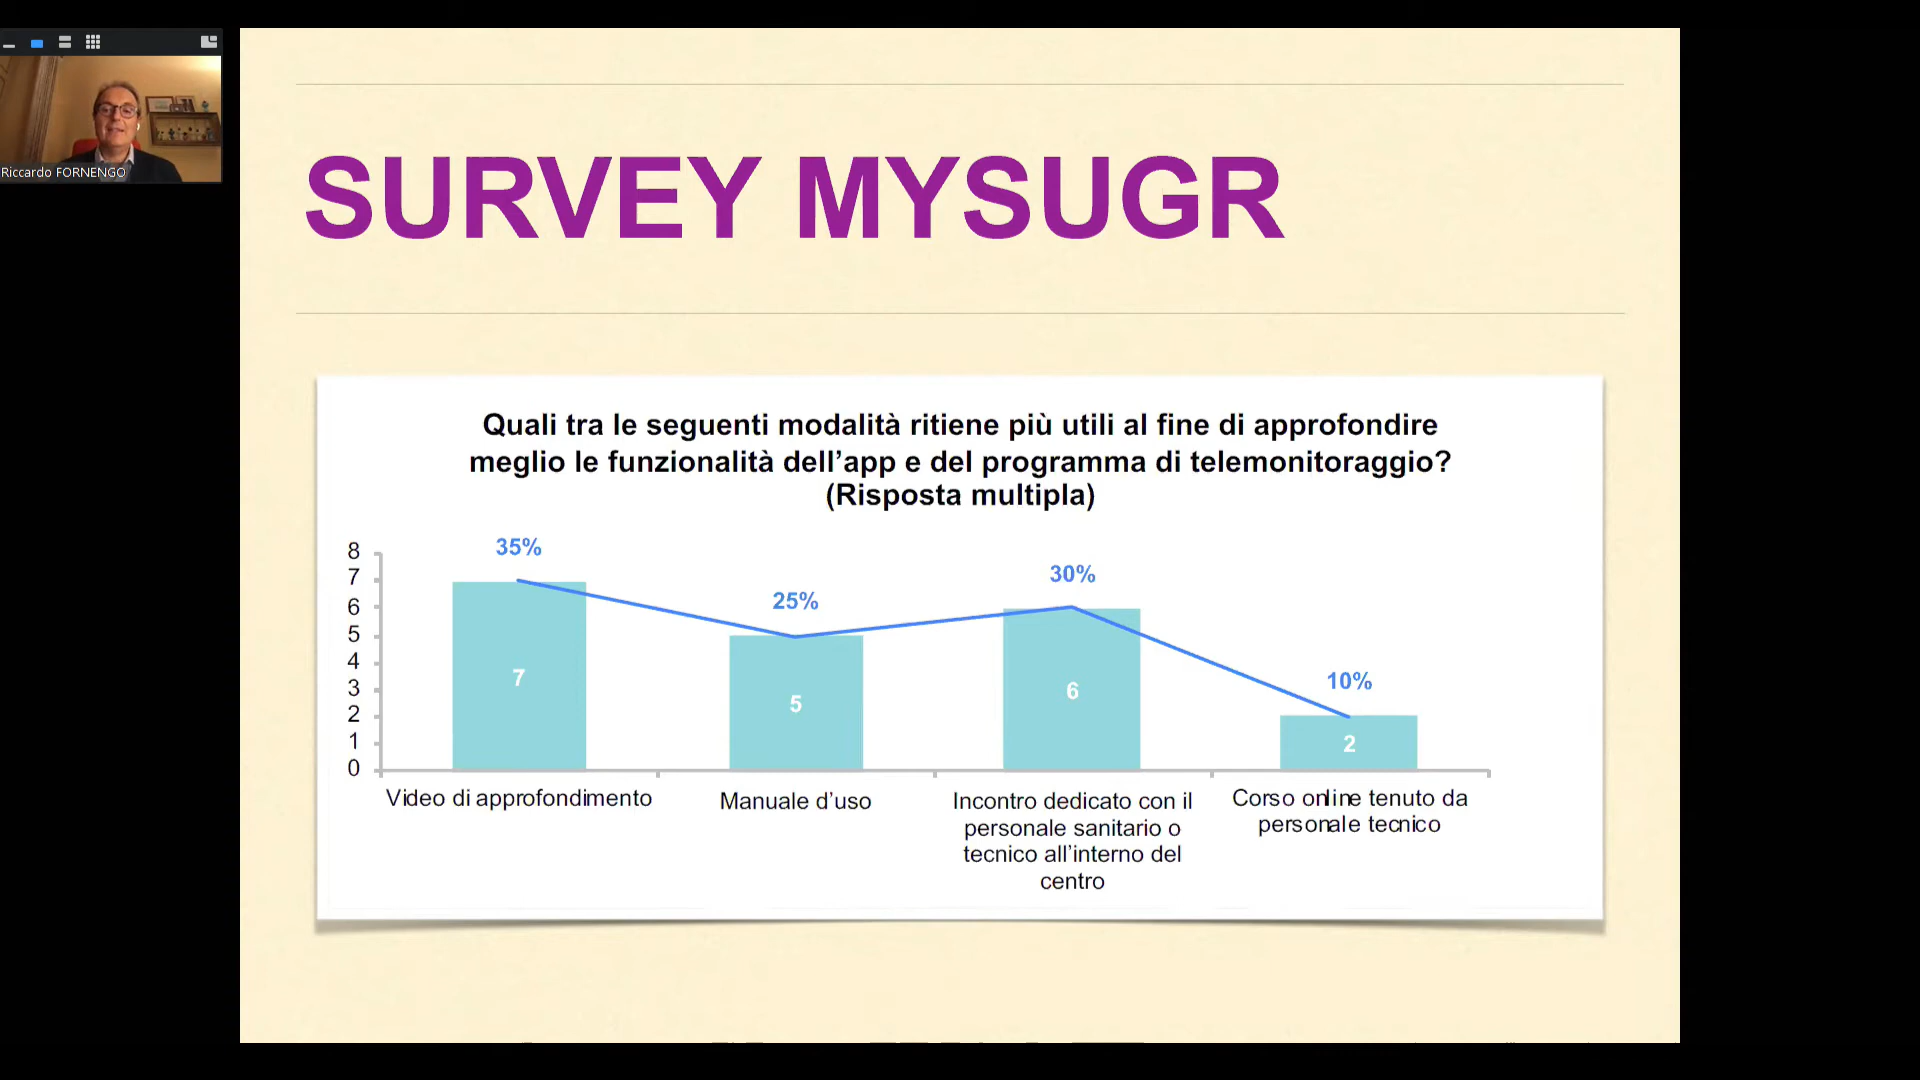 Riccardo FORNENGO
SURVEY MYSUGR
Quali tra le seguenti modalità ritiene più utili al fine di approfondire
meglio le funzionalità dell’app e del programma di telemonitoraggio?
(Risposta multipla)
8
7
6
5
4
3
2
1
0
35%
25%
30%
10%
7
5
6
2
Video di approfondimento
Manuale d’uso
Incontro dedicato con il
personale sanitario o
tecnico all’interno del
centro
Corso online tenuto da
personale tecnico